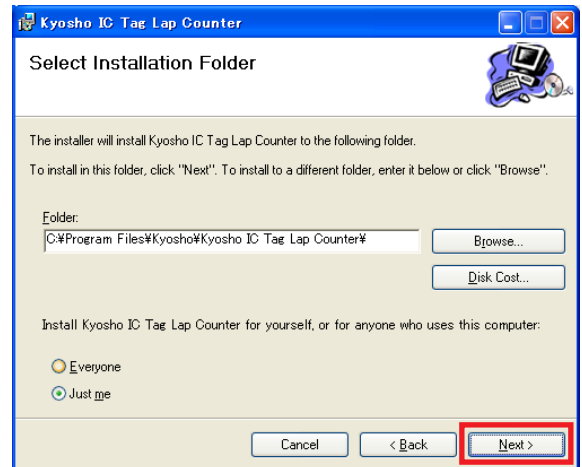 Kyosho IC Tag Lap Counter
Select Installation Folder
The installer will install Kyosho IC Tag Lap Counter to the following folder.
To install in this folder, click "Next". To install to a different folder, enter it below or click "Browse".
Folder:
C:¥Program Files¥Kyosho¥Kyosho IC Tag Lap Counter¥
Browse...
Disk Cost...
Install Kyosho IC Tag Lap Counter for yourself, or for anyone who uses this computer:
Everyone
Just me
Cancel
< Back
Next >